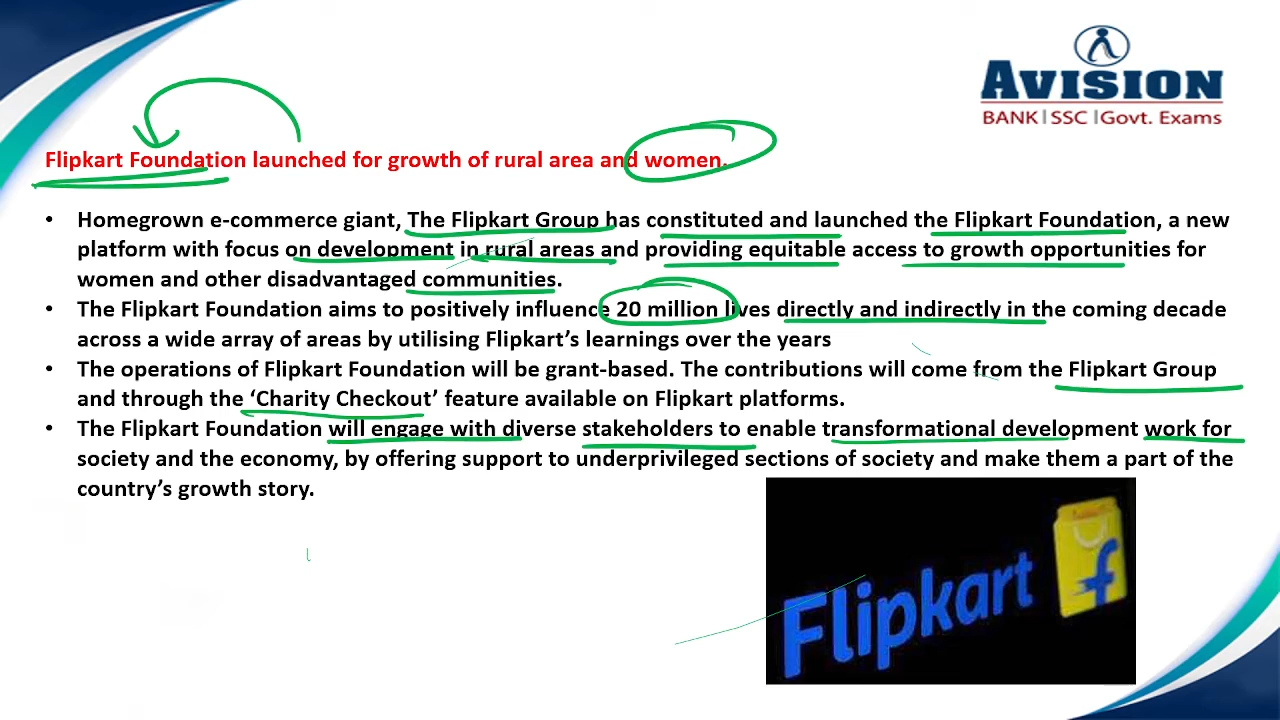 AVISION
BANK | SSC | Govt. Exams
Flipkart Foundation launched for growth of rural area and women.
• Homegrown e-commerce giant, The Flipkart Group has constituted and launched the Flipkart Foundation, a new
platform with focus on development in rural areas and providing equitable access to growth opportunities for
women and other disadvantaged communities.
• The Flipkart Foundation aims to positively influence 20 million lives directly and indirectly in the coming decade
across a wide array of areas by utilising Flipkart’s learnings over the years
• The operations of Flipkart Foundation will be grant-based. The contributions will come from the Flipkart Group
and through the ‘Charity Checkout’ feature available on Flipkart platforms.
• The Flipkart Foundation will engage with diverse stakeholders to enable transformational development work for
society and the economy, by offering support to underprivileged sections of society and make them a part of the
country’s growth story.
Flipkart
f